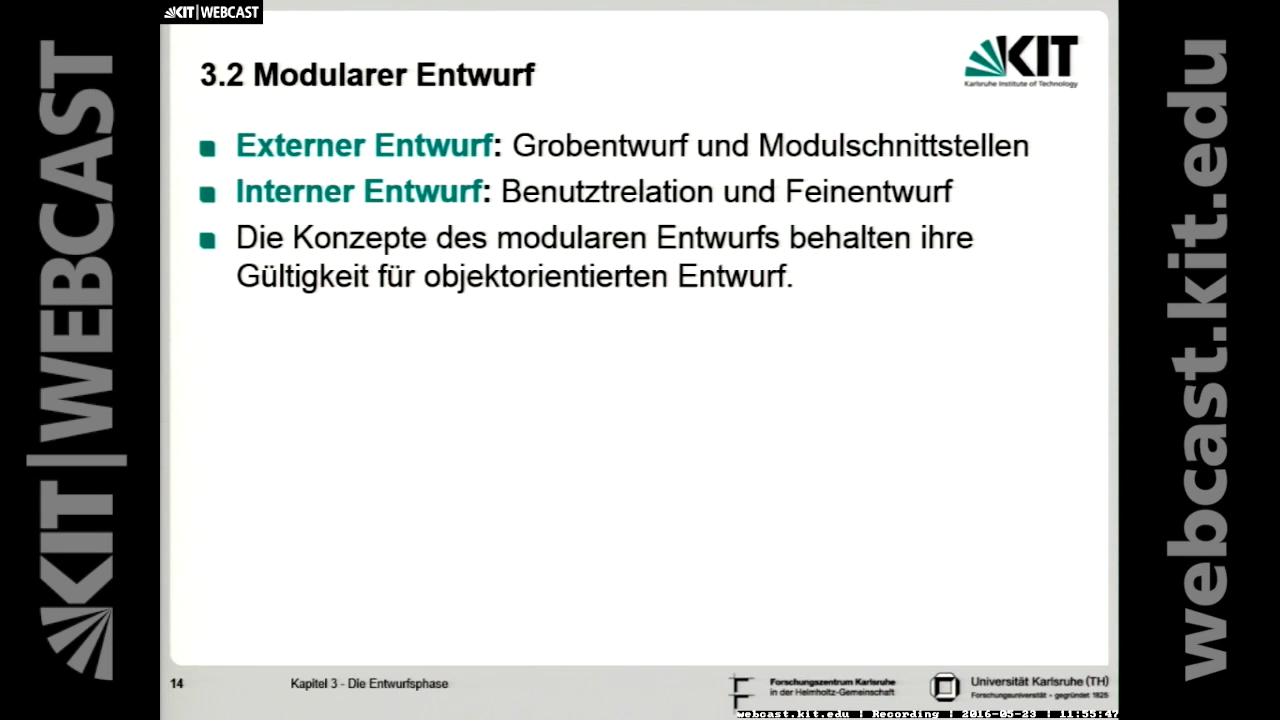 KIT|WEBCAST
KIT|WEBCAST
webcast.kit.edu
3.2 Modularer Entwurf
KIT
Karlsruhe Institute of Technology
Externer Entwurf: Grobentwurf und Modulschnittstellen
Interner Entwurf: Benutztrelation und Feinentwurf
Die Konzepte des modularen Entwurfs behalten ihre
Gültigkeit für objektorientierten Entwurf.
14
Kapitel 3 - Die Entwurfsphase
Forschungszentrum Karlsruhe
in der Helmholtz-Gemeinschaft
Universität Karlsruhe (TH)
Forschungsuniversität • gegründet 1825
webcast.kit.edu | Recording | 2016-05-23 | 11:55:47